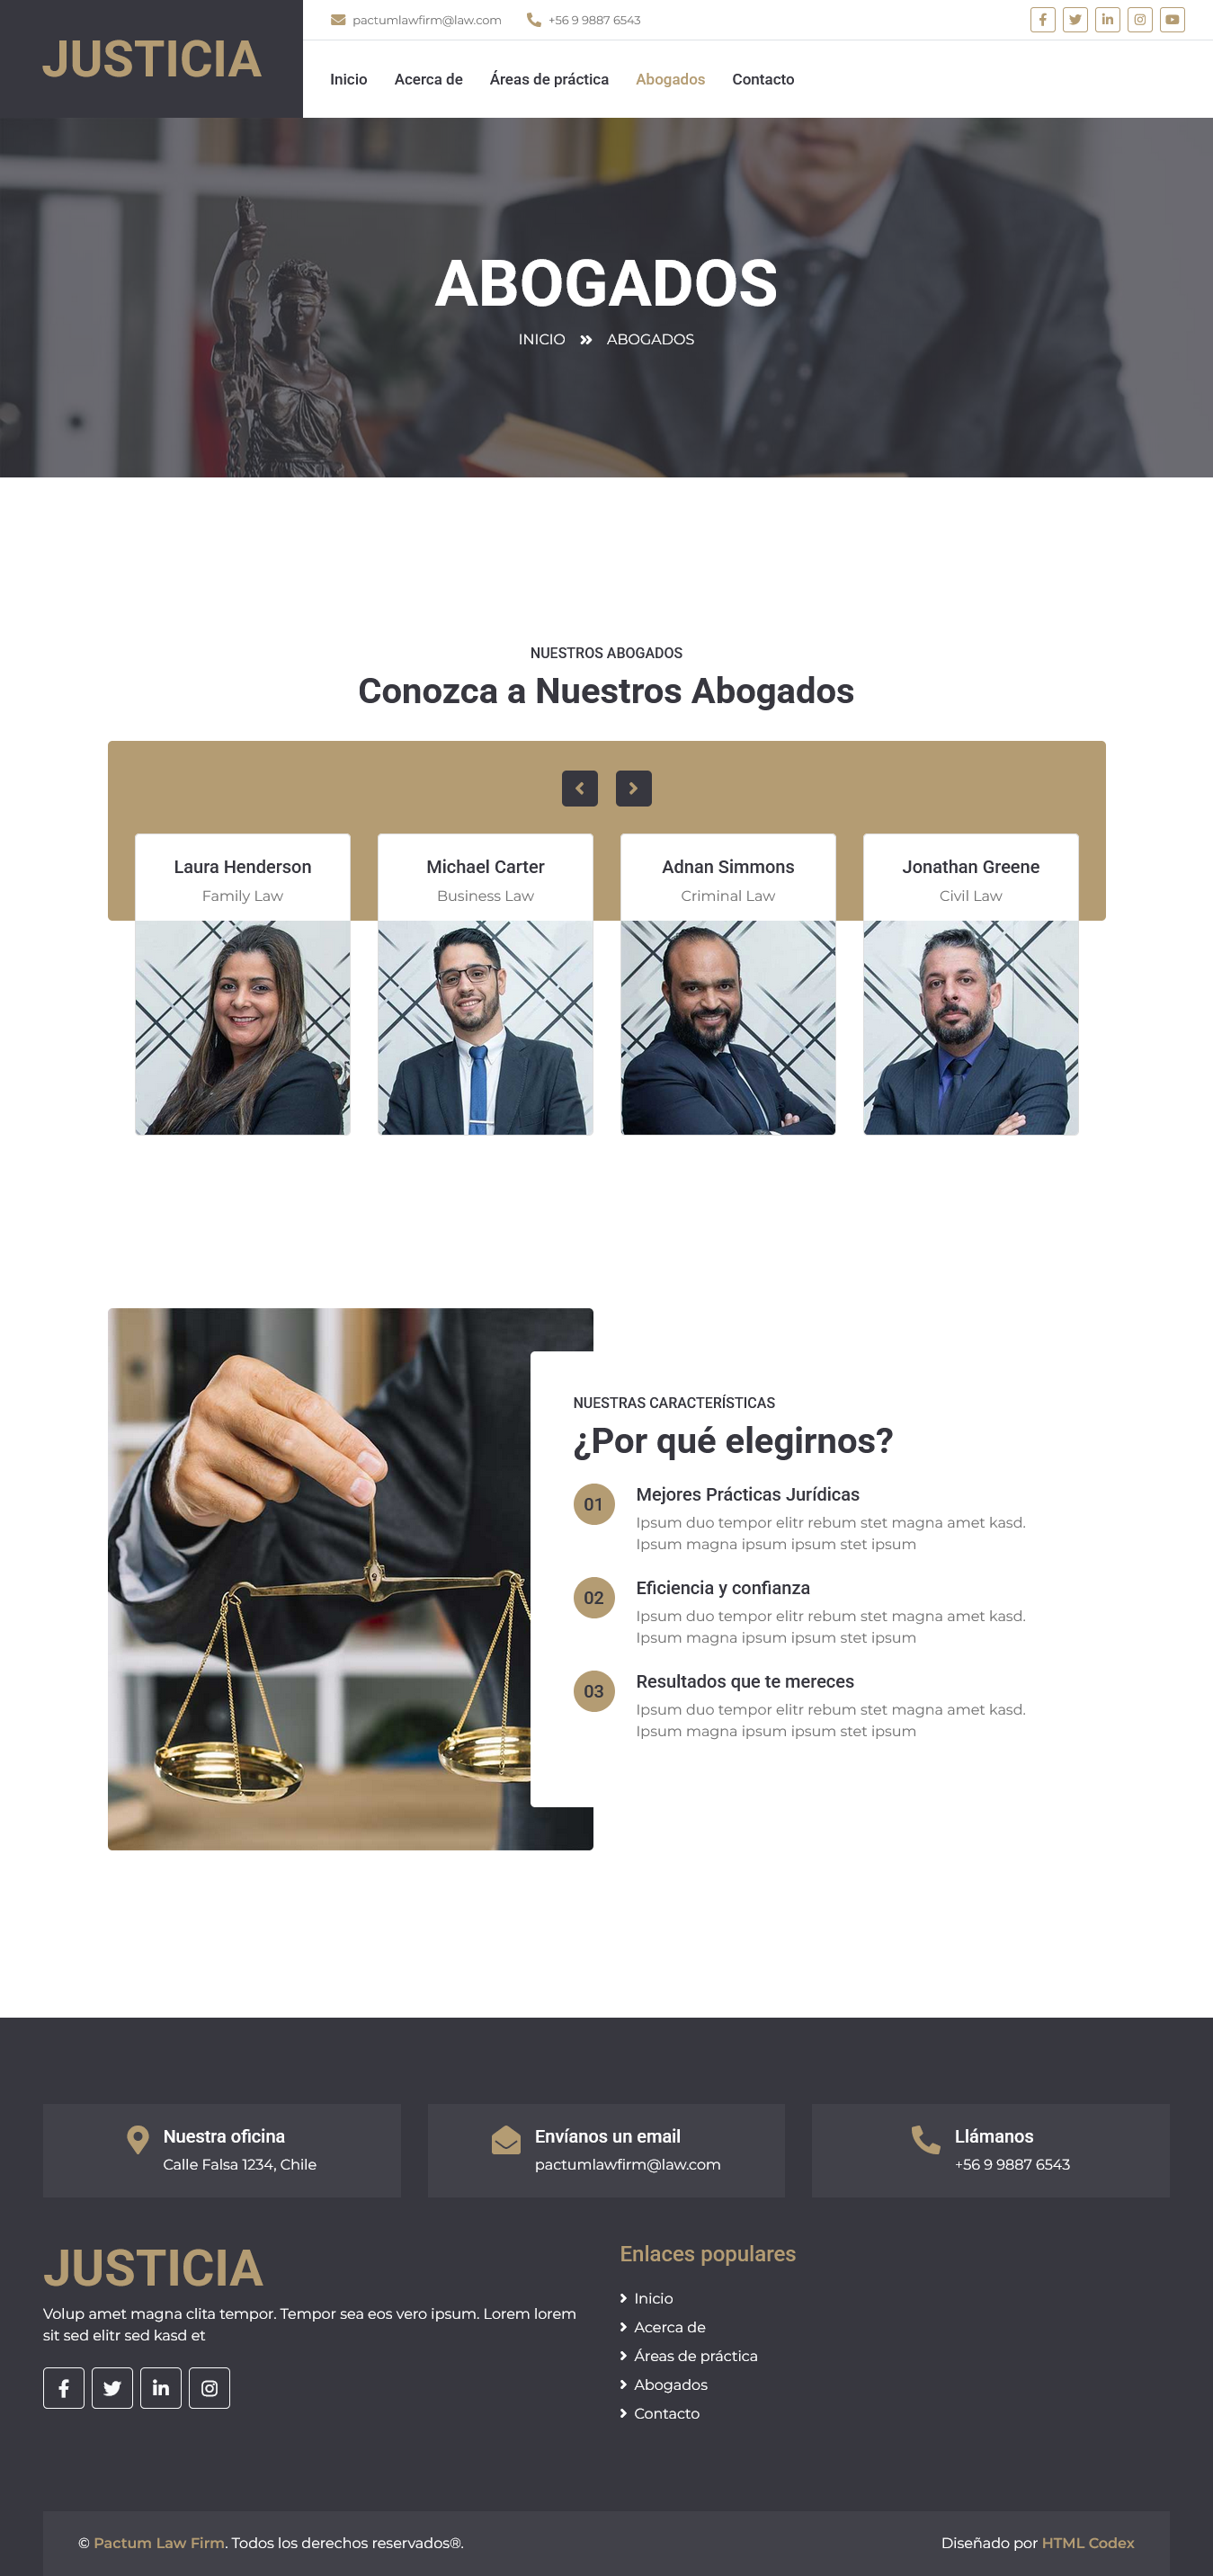 JUSTICIA
pactumlawfirm@law.com
+56 9 9887 6543
Inicio
Acerca de
Áreas de práctica
Abogados
Contacto
ABOGADOS
INICIO
ABOGADOS
NUESTROS ABOGADOS
Conozca a Nuestros Abogados
Laura Henderson
Family Law
Michael Carter
Business Law
Adnan Simmons
Criminal Law
Jonathan Greene
Civil Law
NUESTRAS CARACTERÍSTICAS
¿Por qué elegirnos?
01
Mejores Prácticas Jurídicas
Ipsum duo tempor elitr rebum stet magna amet kasd.
Ipsum magna ipsum ipsum stet ipsum
02
Eficiencia y confianza
Ipsum duo tempor elitr rebum stet magna amet kasd.
Ipsum magna ipsum ipsum stet ipsum
03
Resultados que te mereces
Ipsum duo tempor elitr rebum stet magna amet kasd.
Ipsum magna ipsum ipsum stet ipsum
Nuestra oficina
Calle Falsa 1234, Chile
Envíanos un email
pactumlawfirm@law.com
Llámanos
+56 9 9887 6543
JUSTICIA
Volup amet magna clita tempor. Tempor sea eos vero ipsum. Lorem lorem
sit sed elitr sed kasd et
Enlaces populares
Inicio
Acerca de
Áreas de práctica
Abogados
Contacto
© Pactum Law Firm. Todos los derechos reservados®.
Diseñado por HTML Codex